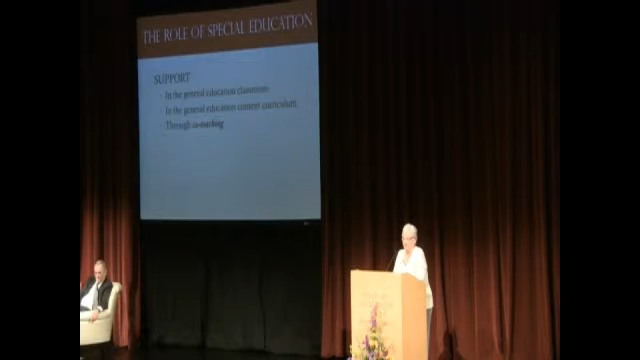 THE ROLE OF SPECIAL EDUCATION
SUPPORT
In the general education classroom
In the general education content curriculum
Through co-teaching